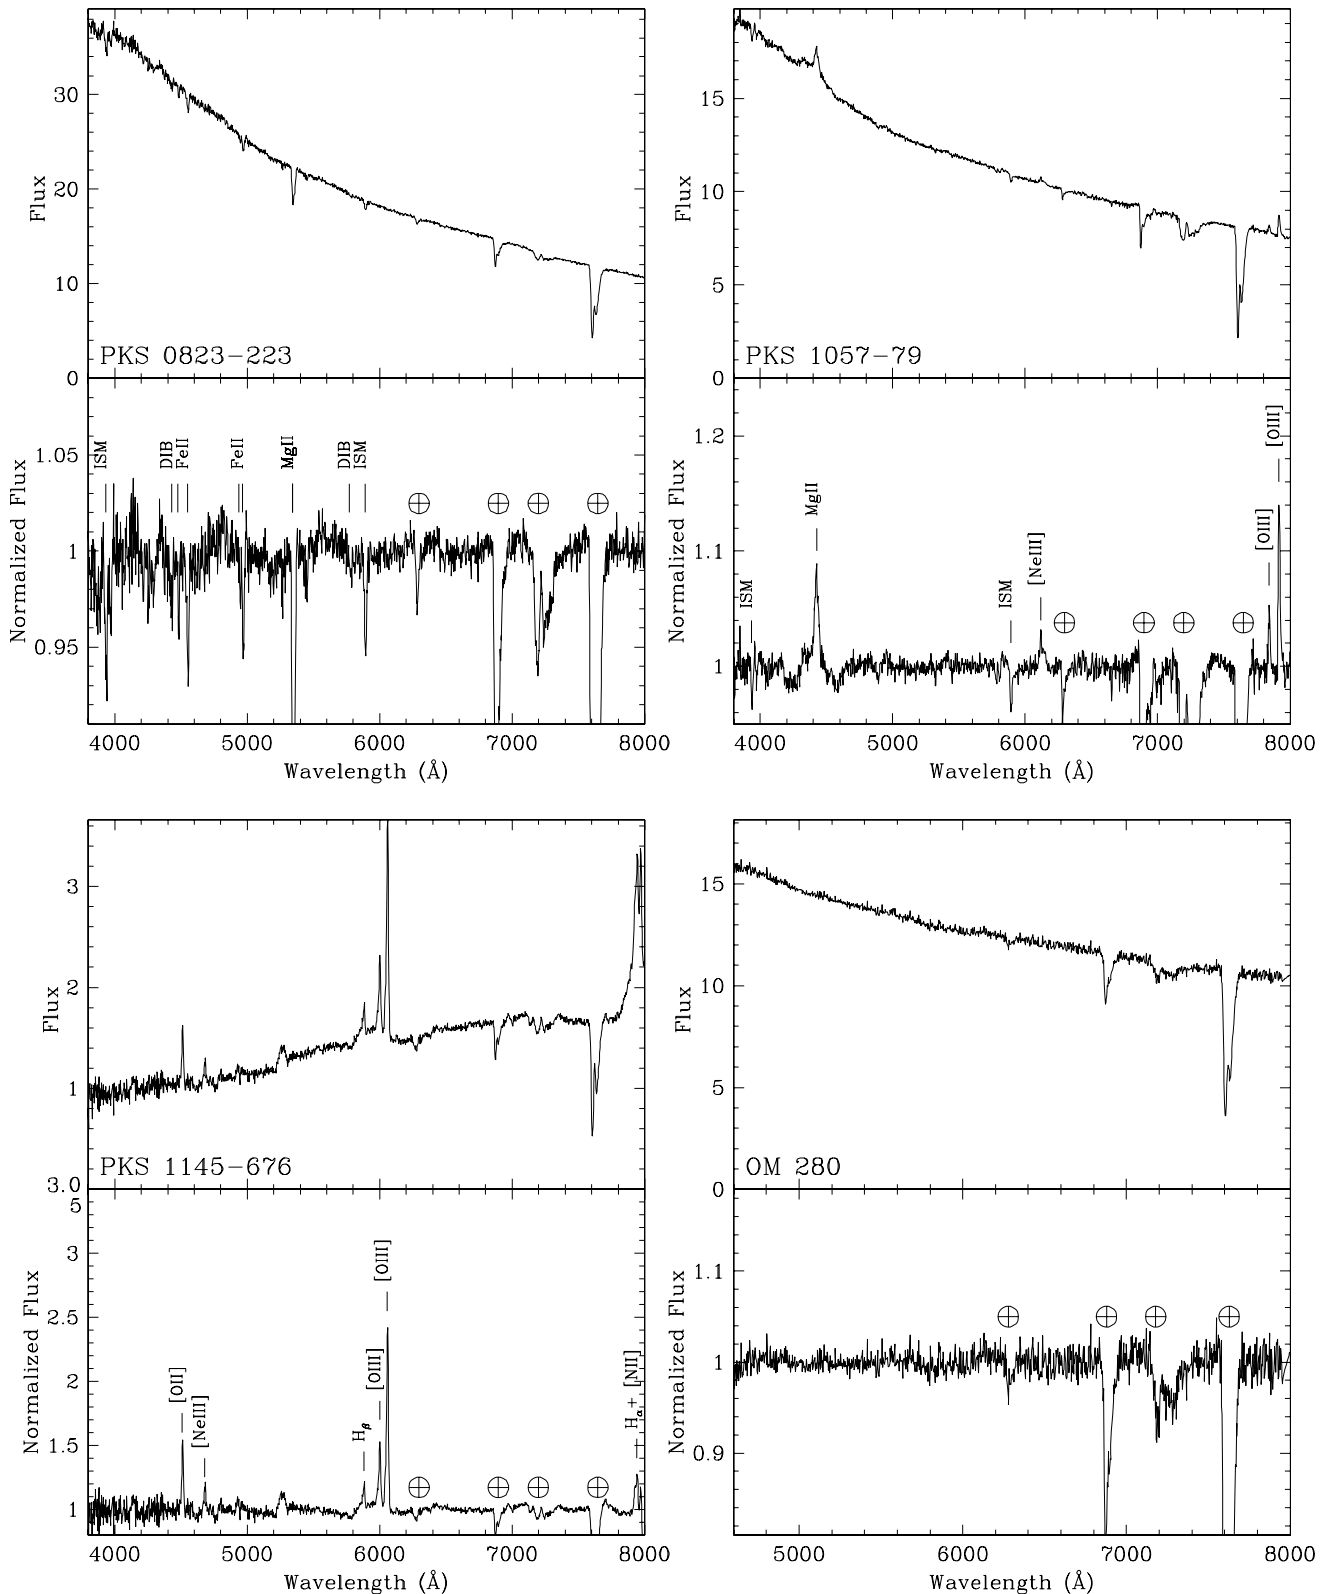 30
20
10
0
Flux
PKS 0823−223
1.05
1
0.95
Normalized Flux
ISM
DIB
FeII
FeII
MgII
DIB
ISM
4000 5000 6000 7000 8000
Wavelength (Å)
15
10
5
0
Flux
PKS 1057−79
1.2
1.1
1
Normalized Flux
ISM
MgII
ISM
[NeIII]
[OIII]
[OIII]
4000 5000 6000 7000 8000
Wavelength (Å)
3
2
1
Flux
PKS 1145−676
3.0
5
3
2.5
2
1.5
1
Normalized Flux
[OII]
[NeIII]
Hβ
[OIII]
[OIII]
Hα + [NII]
4000 5000 6000 7000 8000
Wavelength (Å)
15
10
5
0
Flux
OM 280
1.1
1
0.9
Normalized Flux
5000 6000 7000 8000
Wavelength (Å)